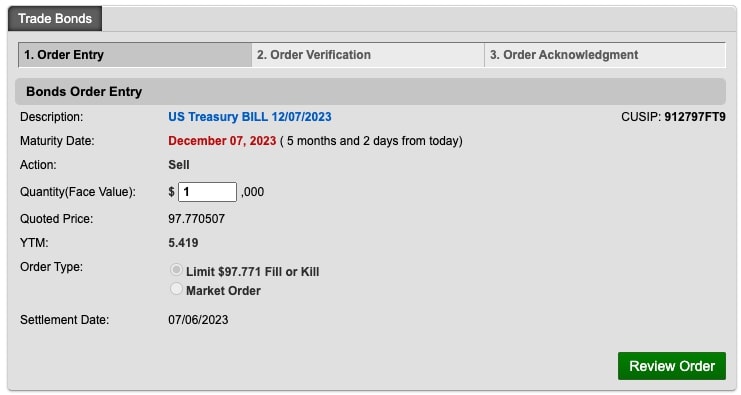 Trade Bonds
1. Order Entry 2. Order Verification 3. Order Acknowledgment
Bonds Order Entry
Description: US Treasury BILL 12/07/2023 CUSIP: 912797FT9
Maturity Date: December 07, 2023 ( 5 months and 2 days from today)
Action: Sell
Quantity(Face Value): $ 1 ,000
Quoted Price: 97.770507
YTM: 5.419
Order Type: Limit $97.771 Fill or Kill
Market Order
Settlement Date: 07/06/2023
Review Order